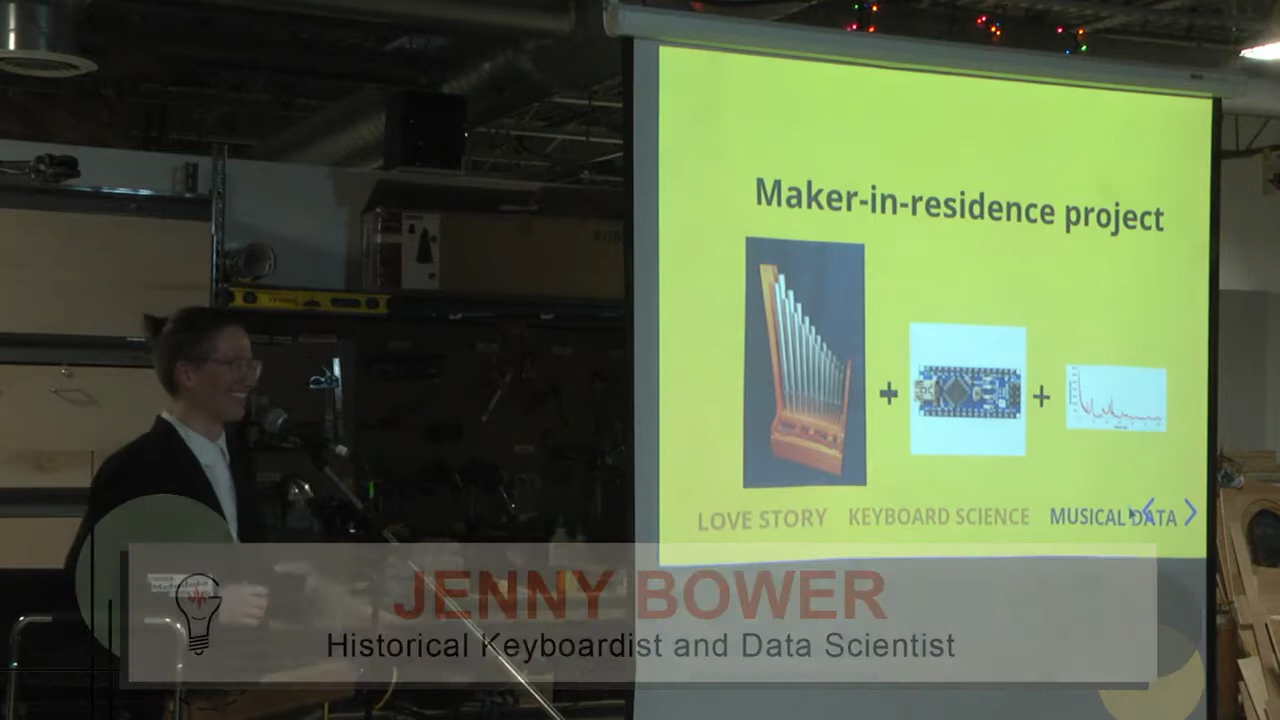 Maker-in-residence project
+ +
LOVE STORY KEYBOARD SCIENCE MUSICAL DATA
JENNY BOWER
Historical Keyboardist and Data Scientist